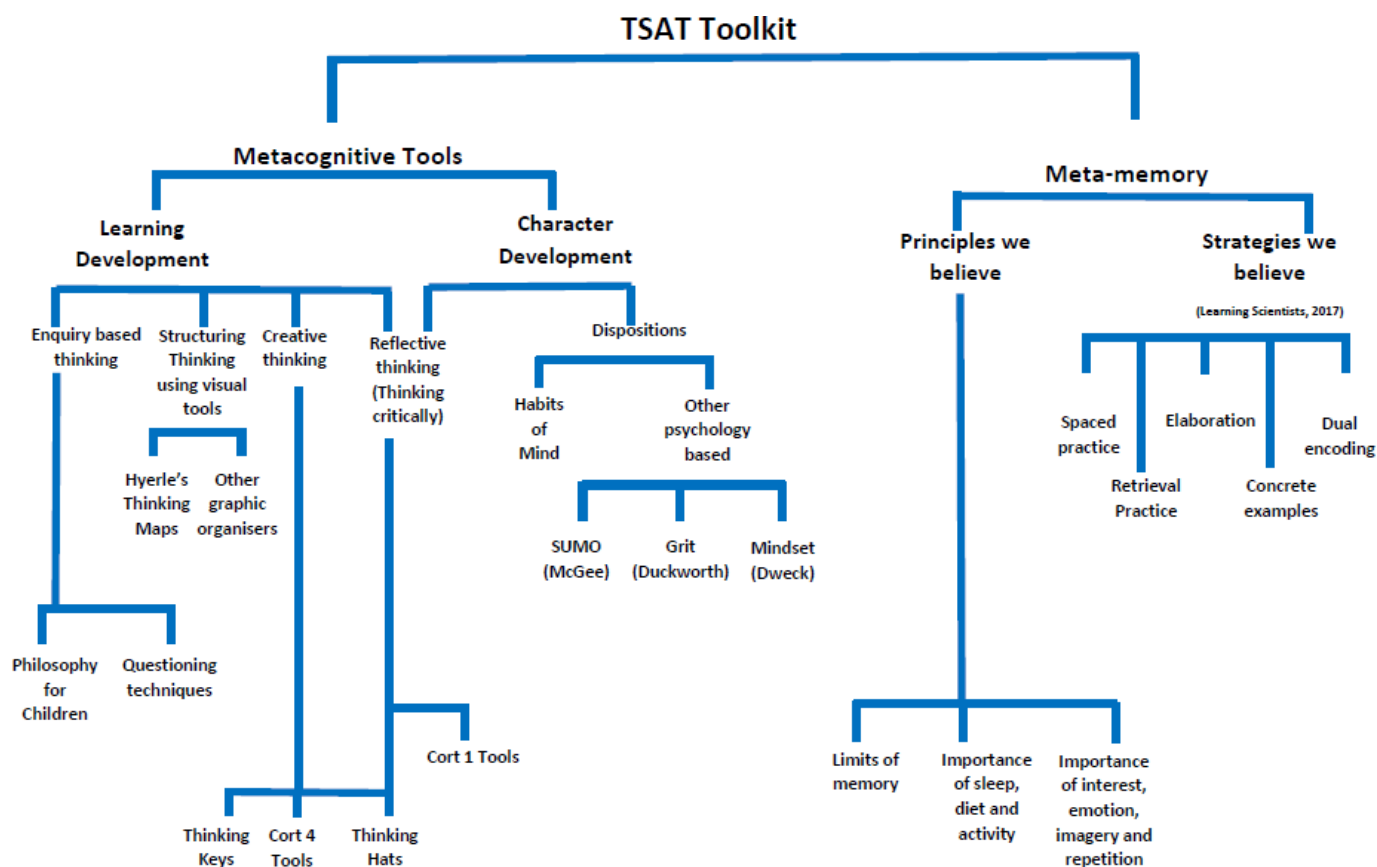 TSAT Toolkit
Metacognitive Tools
Meta-memory
Learning
Development
Character
Development
Principles we
believe
Strategies we
believe
(Learning Scientists, 2017)
Enquiry based
thinking
Structuring
Thinking
using visual
tools
Creative
thinking
Reflective
thinking
(Thinking
critically)
Dispositions
Habits
of
Mind
Other
psychology
based
Spaced
practice
Elaboration
Dual
encoding
Retrieval
Practice
Concrete
examples
Hyerle's
Thinking
Maps
Other
graphic
organisers
SUMO
(McGee)
Grit
(Duckworth)
Mindset
(Dweck)
Philosophy
for
Children
Questioning
techniques
Cort 1 Tools
Limits of
memory
Importance
of sleep,
diet and
activity
Importance
of interest,
emotion,
imagery and
repetition
Thinking
Keys
Cort 4
Tools
Thinking
Hats